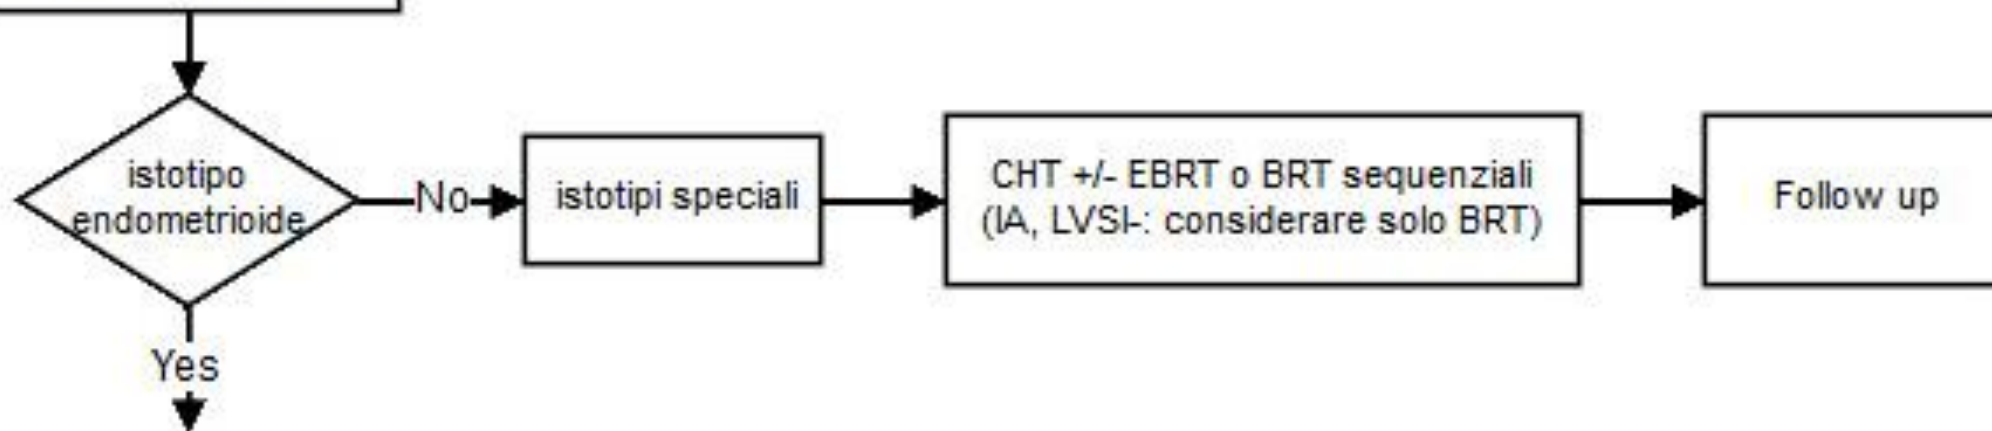 istotipo
endometrioide
No
istotipi speciali
CHT +/- EBRT o BRT sequenziali
(IA, LVSI-: considerare solo BRT)
Follow up
Yes